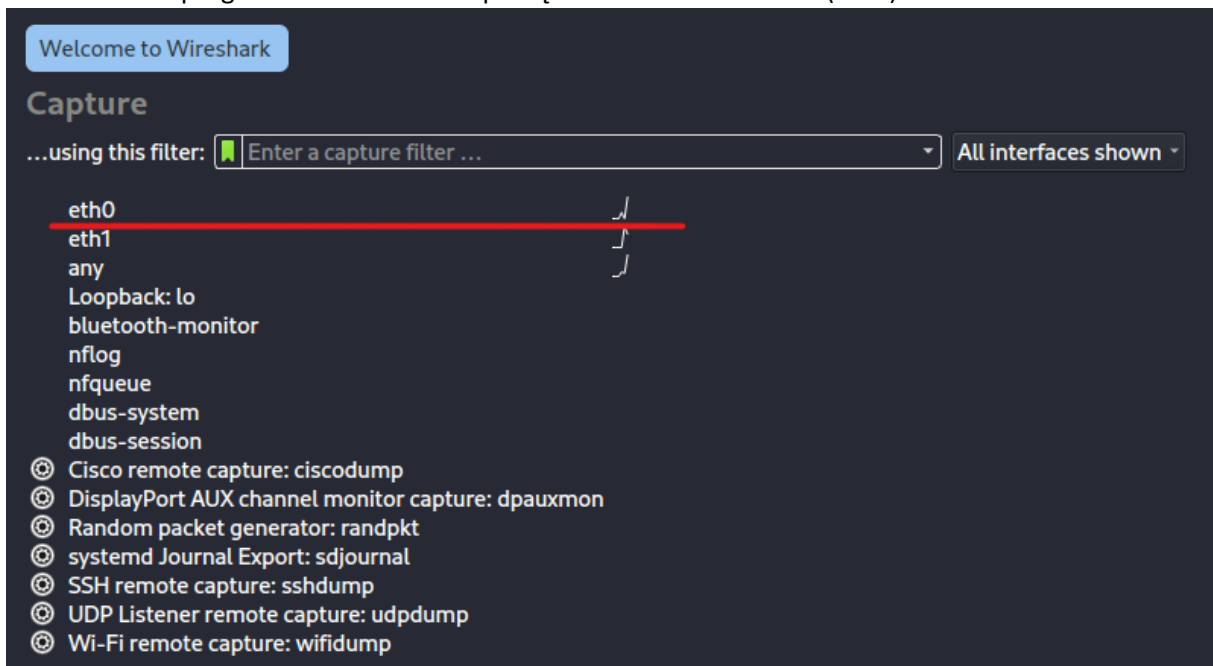 Welcome to Wireshark
Capture
...using this filter: Enter a capture filter ... All interfaces shown
eth0
eth1
any
Loopback: lo
bluetooth-monitor
nflog
nfqueue
dbus-system
dbus-session
Cisco remote capture: ciscodump
DisplayPort AUX channel monitor capture: dpauxmon
Random packet generator: randpkt
systemd Journal Export: sdjournal
SSH remote capture: sshdump
UDP Listener remote capture: udpdump
Wi-Fi remote capture: wifidump